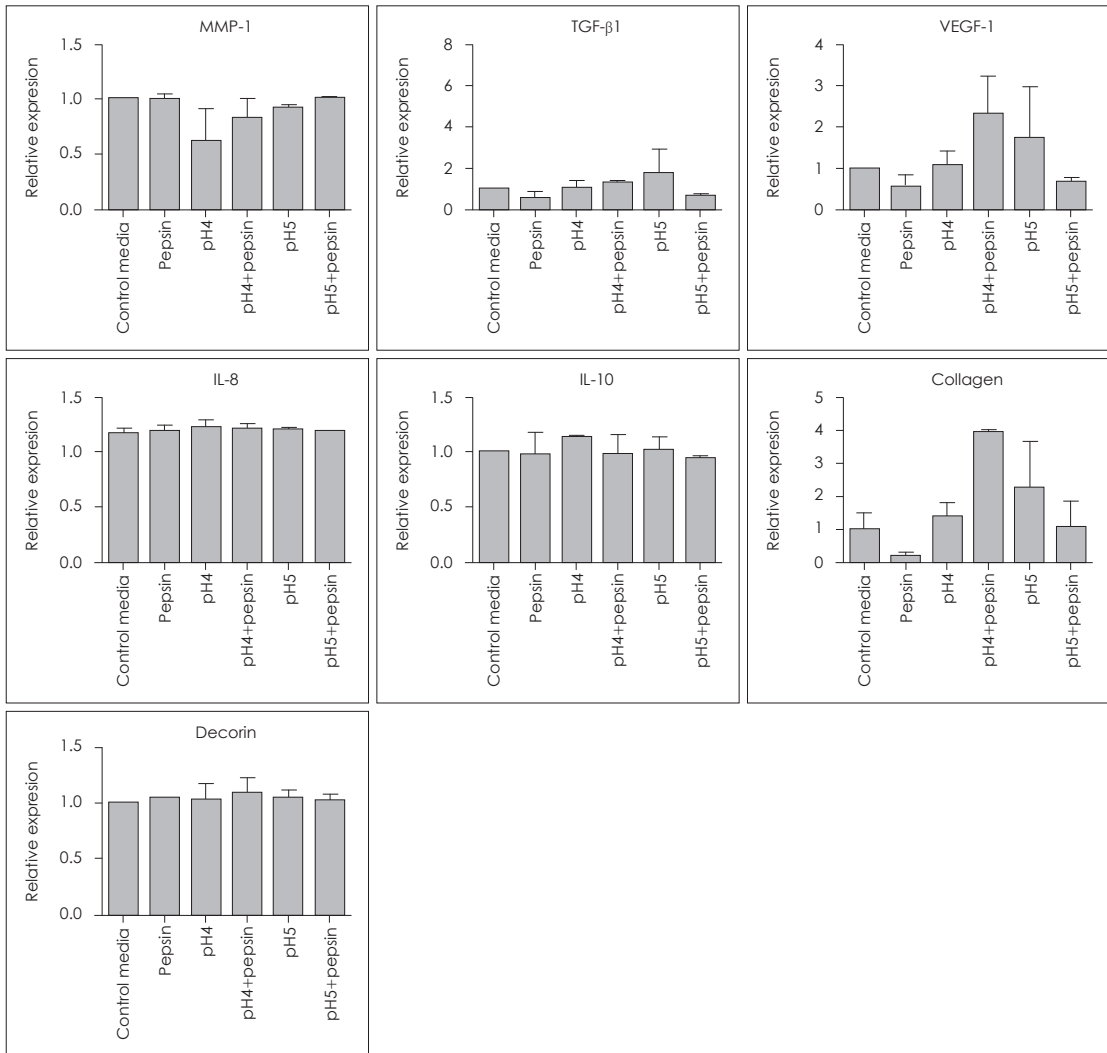 MMP-1
Relative expresion
1.5
1.0
0.5
0.0
Control media
Pepsin
pH4
pH4+pepsin
pH5
pH5+pepsin
TGF-β1
Relative expresion
8
6
4
2
0
Control media
Pepsin
pH4
pH4+pepsin
pH5
pH5+pepsin
VEGF-1
Relative expresion
4
3
2
1
0
Control media
Pepsin
pH4
pH4+pepsin
pH5
pH5+pepsin
IL-8
Relative expresion
1.5
1.0
0.5
0.0
Control media
Pepsin
pH4
pH4+pepsin
pH5
pH5+pepsin
IL-10
Relative expresion
1.5
1.0
0.5
0.0
Control media
Pepsin
pH4
pH4+pepsin
pH5
pH5+pepsin
Collagen
Relative expresion
5
4
3
2
1
0
Control media
Pepsin
pH4
pH4+pepsin
pH5
pH5+pepsin
Decorin
Relative expresion
1.5
1.0
0.5
0.0
Control media
Pepsin
pH4
pH4+pepsin
pH5
pH5+pepsin